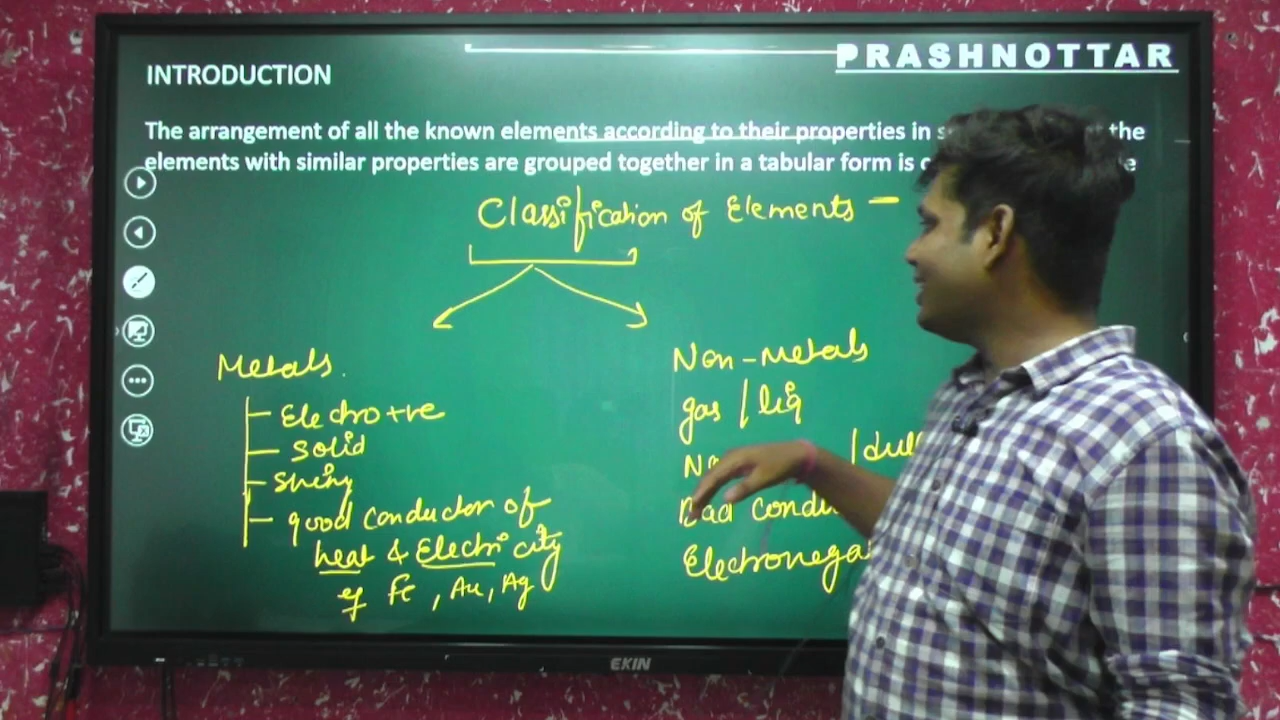 PRASHNOTTAR
INTRODUCTION
The arrangement of all the known elements according to their properties in the
elements with similar properties are grouped together in a tabular form is
Classification of Elements -
Metals.
Electro+ve
Solid
Shiny
good conductor of
heat & Electricity
eg Fe, Au, Ag
Non-Metals
gas / liq
/dull
Bad
Electronega
EKIN